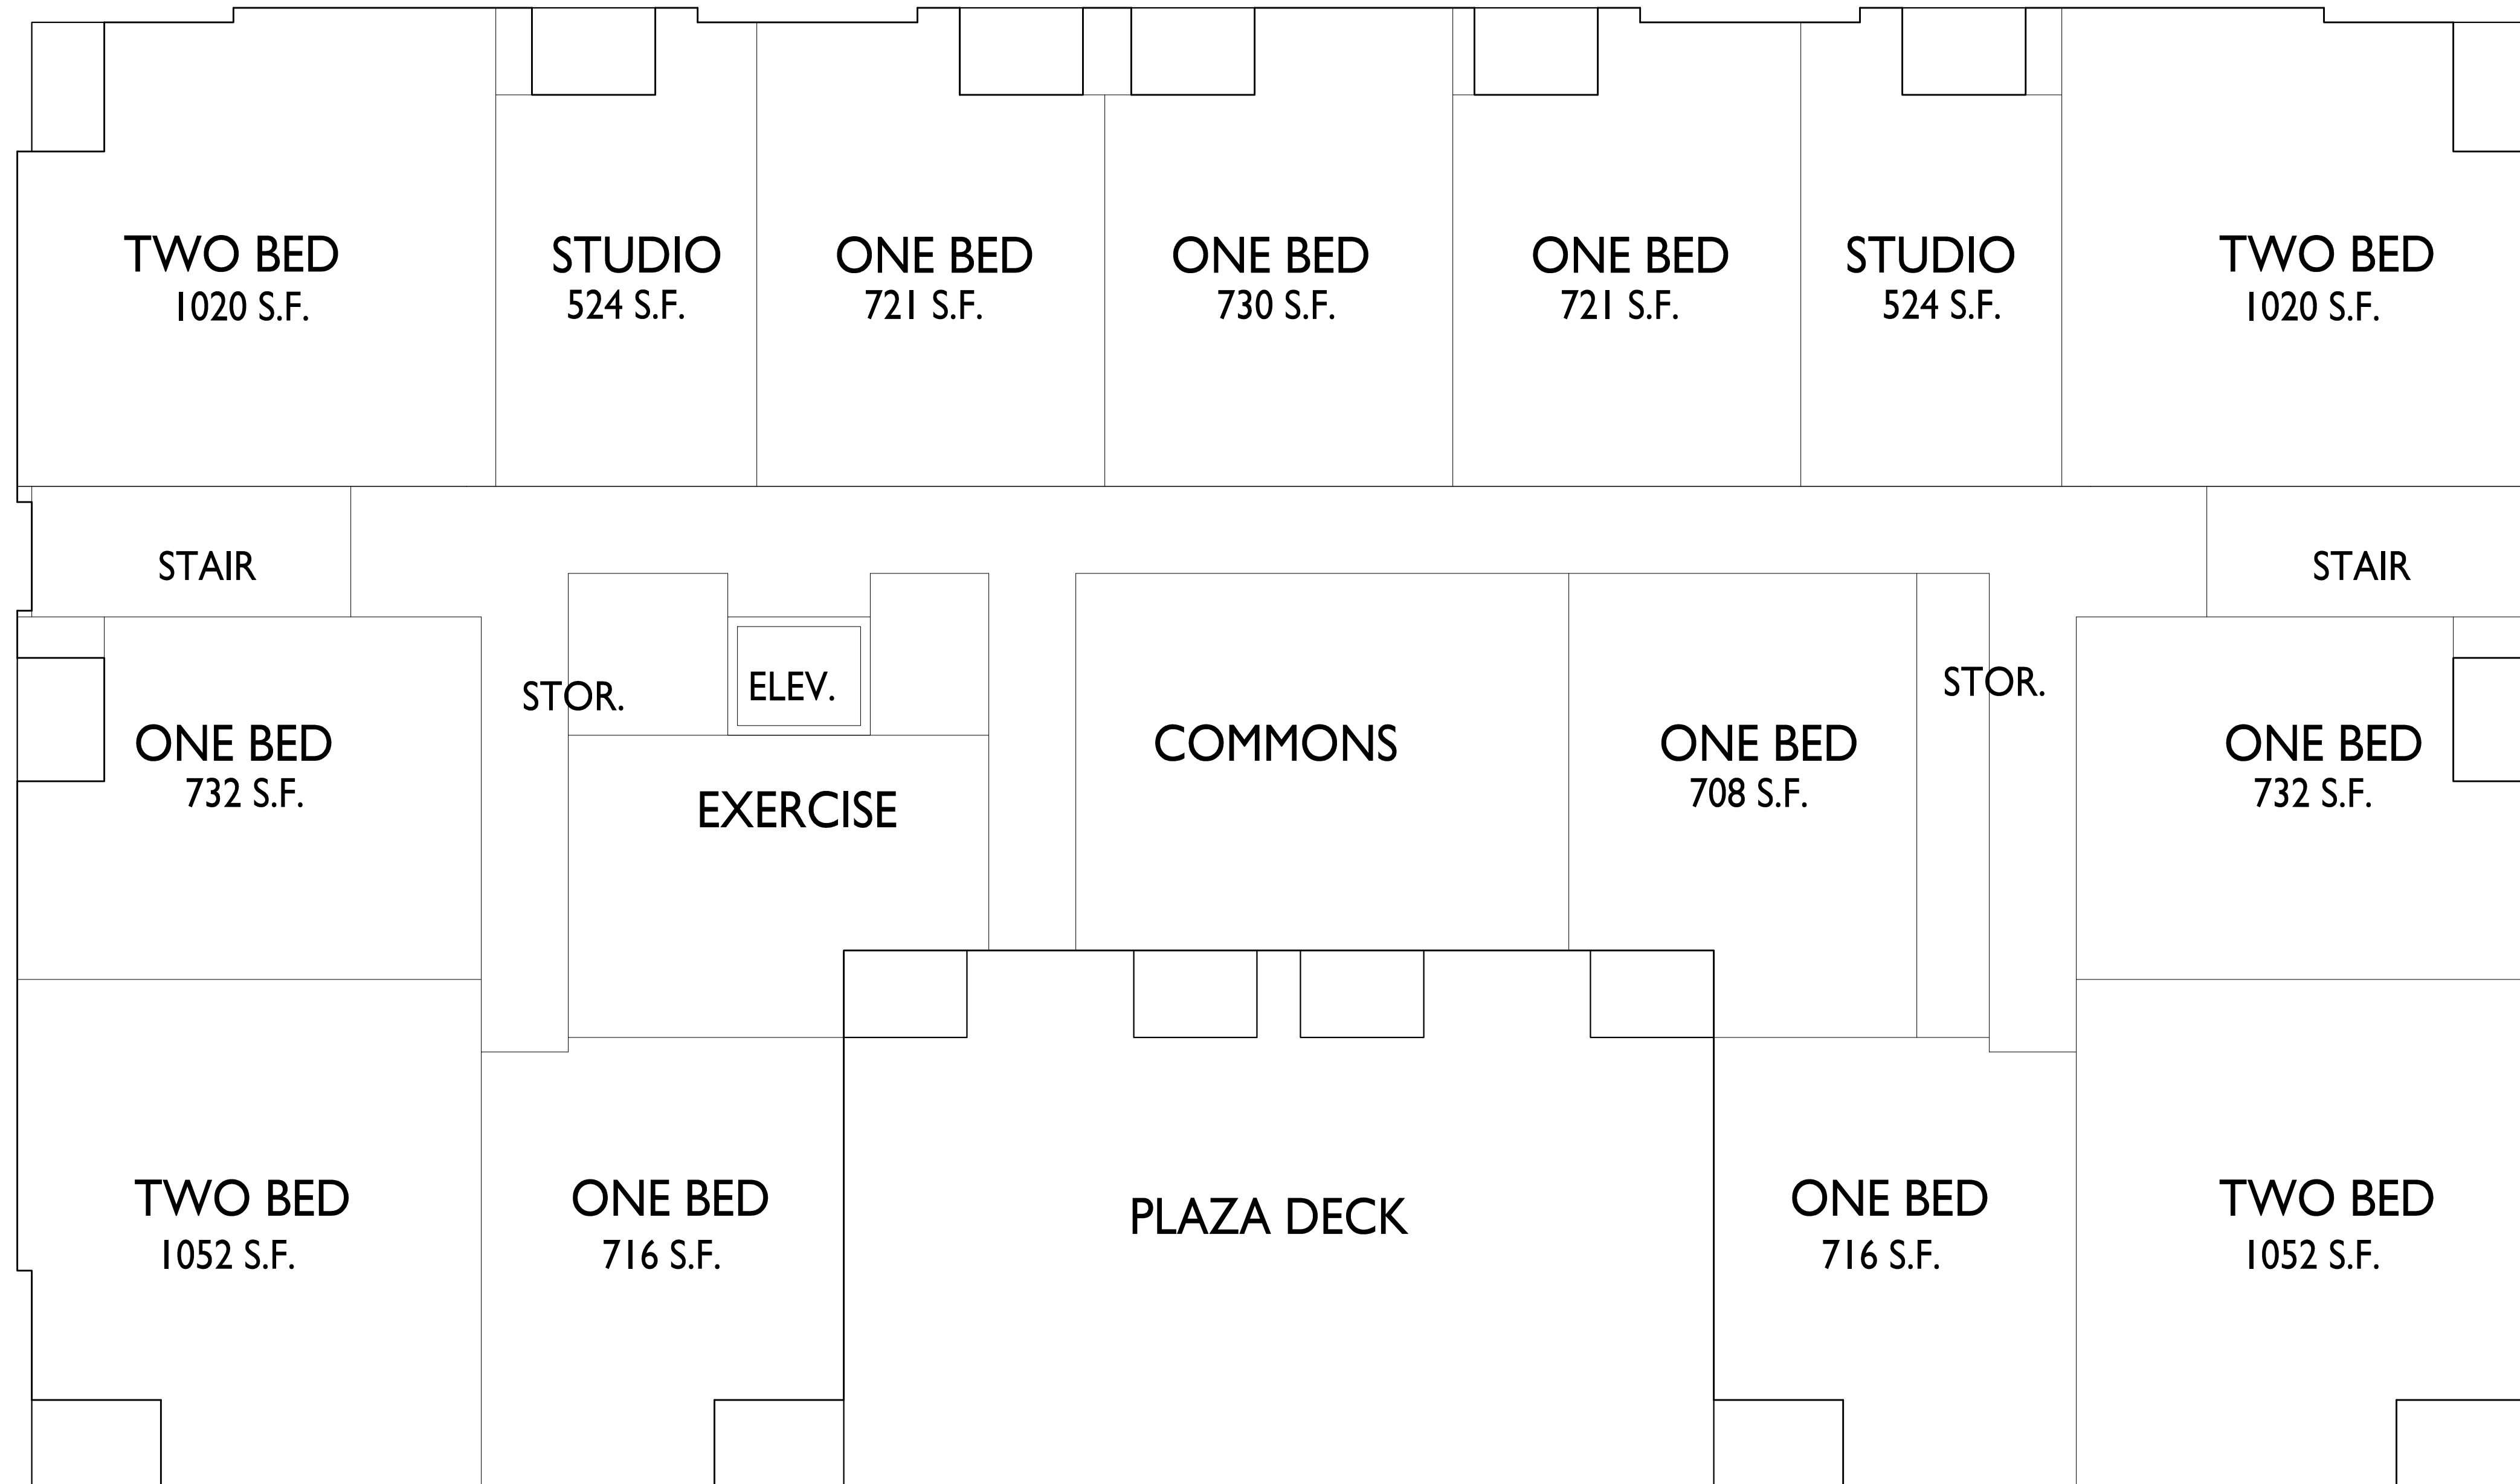 TWO BED
1020 S.F.
STUDIO
524 S.F.
ONE BED
721 S.F.
ONE BED
730 S.F.
ONE BED
721 S.F.
STUDIO
524 S.F.
TWO BED
1020 S.F.
STAIR
STAIR
STOR.
ELEV.
STOR.
ONE BED
732 S.F.
EXERCISE
COMMONS
ONE BED
708 S.F.
ONE BED
732 S.F.
TWO BED
1052 S.F.
ONE BED
716 S.F.
PLAZA DECK
ONE BED
716 S.F.
TWO BED
1052 S.F.